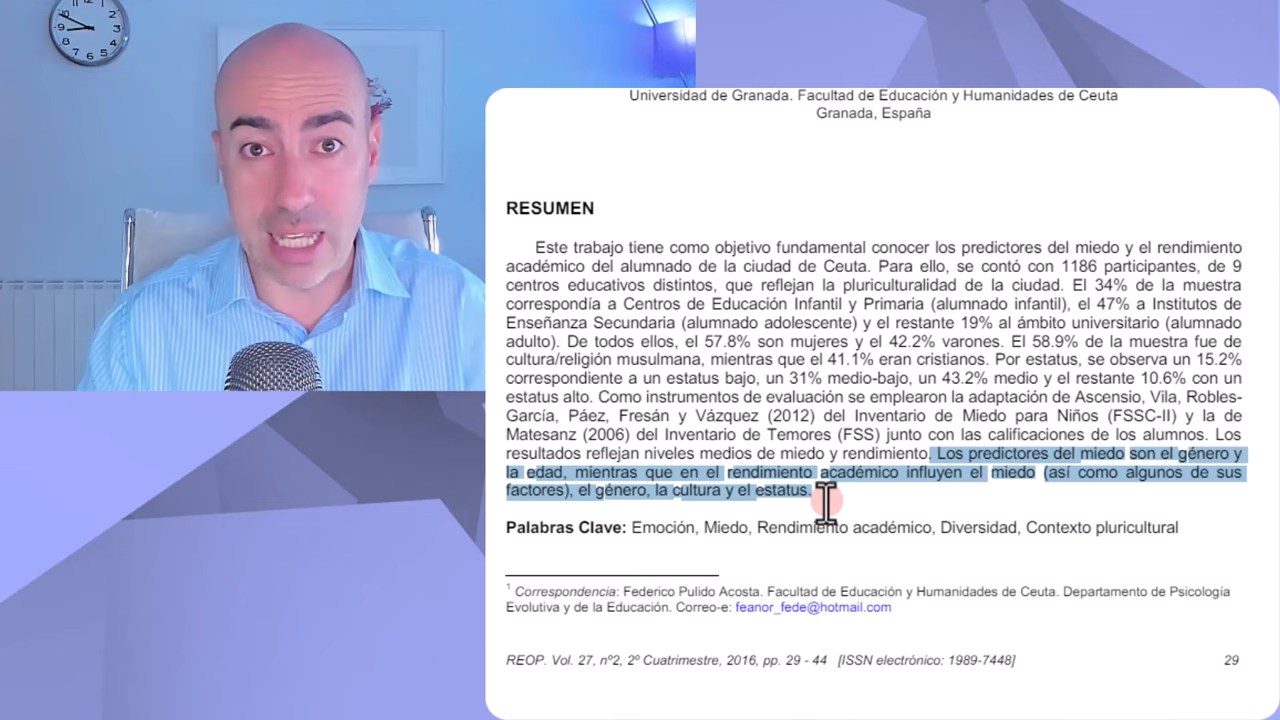 Universidad de Granada. Facultad de Educación y Humanidades de Ceuta
Granada, España
RESUMEN
Este trabajo tiene como objetivo fundamental conocer los predictores del miedo y el rendimiento
académico del alumnado de la ciudad de Ceuta. Para ello, se contó con 1186 participantes, de 9
centros educativos distintos, que reflejan la pluriculturalidad de la ciudad. El 34% de la muestra
correspondía a Centros de Educación Infantil y Primaria (alumnado infantil), el 47% a Institutos de
Enseñanza Secundaria (alumnado adolescente) y el restante 19% al ámbito universitario (alumnado
adulto). De todos ellos, el 57.8% son mujeres y el 42.2% varones. El 58.9% de la muestra fue de
cultura/religión musulmana, mientras que el 41.1% eran cristianos. Por estatus, se observa un 15.2%
correspondiente a un estatus bajo, un 31% medio-bajo, un 43.2% medio y el restante 10.6% con un
estatus alto. Como instrumentos de evaluación se emplearon la adaptación de Ascensio, Vila, Robles-
García, Páez, Fresán y Vázquez (2012) del Inventario de Miedo para Niños (FSSC-II) y la de
Matesanz (2006) del Inventario de Temores (FSS) junto con las calificaciones de los alumnos. Los
resultados reflejan niveles medios de miedo y rendimiento. Los predictores del miedo son el género y
la edad, mientras que en el rendimiento académico influyen el miedo (así como algunos de sus
factores), el género, la cultura y el estatus.
Palabras Clave: Emoción, Miedo, Rendimiento académico, Diversidad, Contexto pluricultural
1 Correspondencia: Federico Pulido Acosta. Facultad de Educación y Humanidades de Ceuta. Departamento de Psicología
Evolutiva y de la Educación. Correo-e: feanor_fede@hotmail.com
REOP. Vol. 27, nº2, 2º Cuatrimestre, 2016, pp. 29 - 44 [ISSN electrónico: 1989-7448] 29